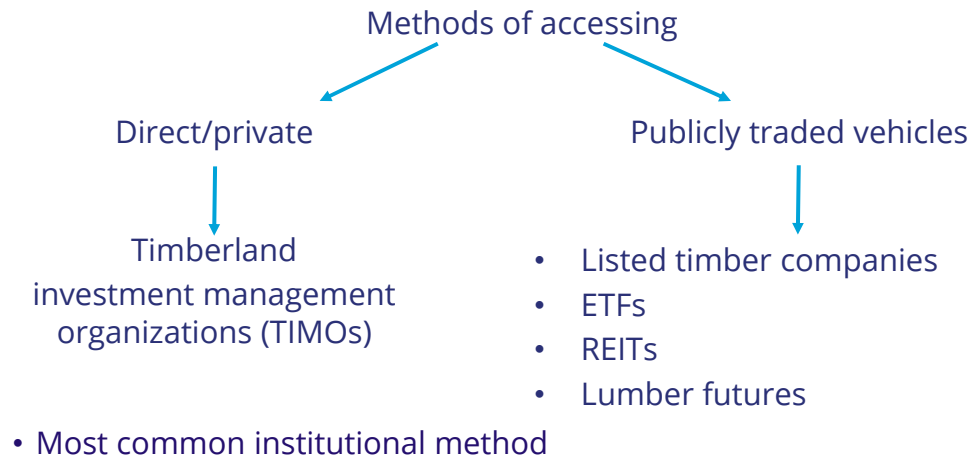 Methods of accessing
Direct/private
Publicly traded vehicles
Timberland
investment management
organizations (TIMOs)
• Listed timber companies
• ETFs
• REITs
• Lumber futures
• Most common institutional method